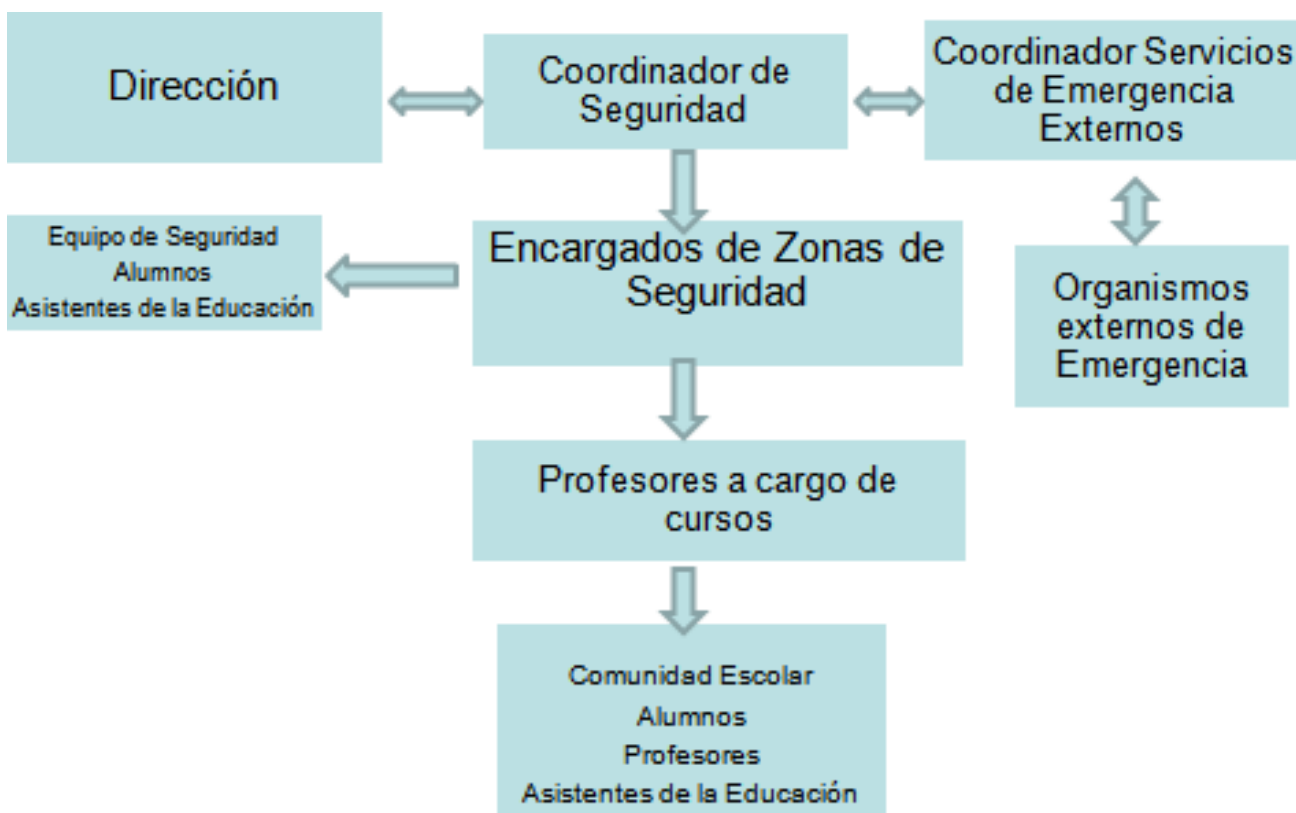 Dirección
Coordinador de
Seguridad
Coordinador Servicios
de Emergencia
Externos
Equipo de Seguridad
Alumnos
Asistentes de la Educación
Encargados de Zonas de
Seguridad
Organismos
externos de
Emergencia
Profesores a cargo de
cursos
Comunidad Escolar
Alumnos
Profesores
Asistentes de la Educación